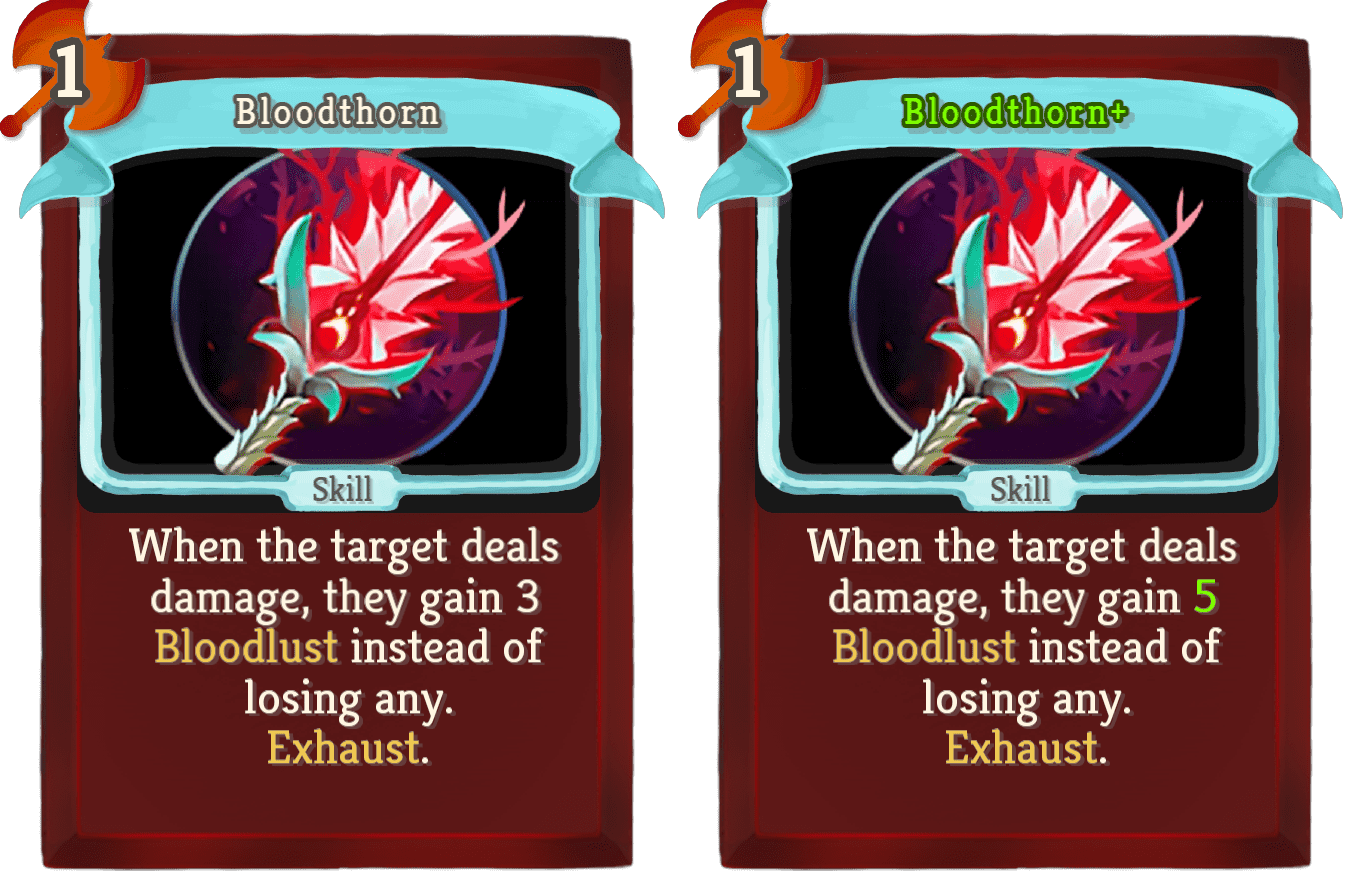 1
Bloodthorn
Skill
When the target deals
damage, they gain 3
Bloodlust instead of
losing any.
Exhaust.
1
Bloodthorn+
Skill
When the target deals
damage, they gain 5
Bloodlust instead of
losing any.
Exhaust.